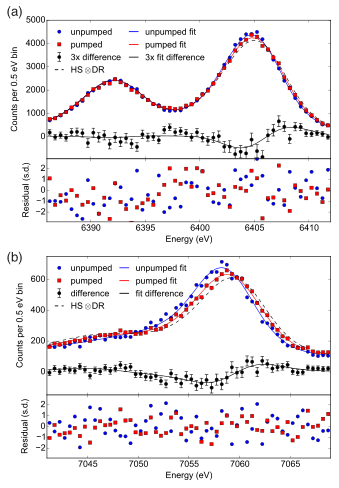 (a)
5000
4000
3000
2000
1000
0
Counts per 0.5 eV bin
unpumped
unpumped fit
pumped
pumped fit
3x difference
3x fit difference
HS ⊗DR
2
1
0
−1
−2
Residual (s.d.)
6390 6395 6400 6405 6410
Energy (eV)
(b)
600
400
200
0
Counts per 0.5 eV bin
unpumped
unpumped fit
pumped
pumped fit
difference
fit difference
HS ⊗DR
2
1
0
−1
−2
Residual (s.d.)
7045 7050 7055 7060 7065
Energy (eV)